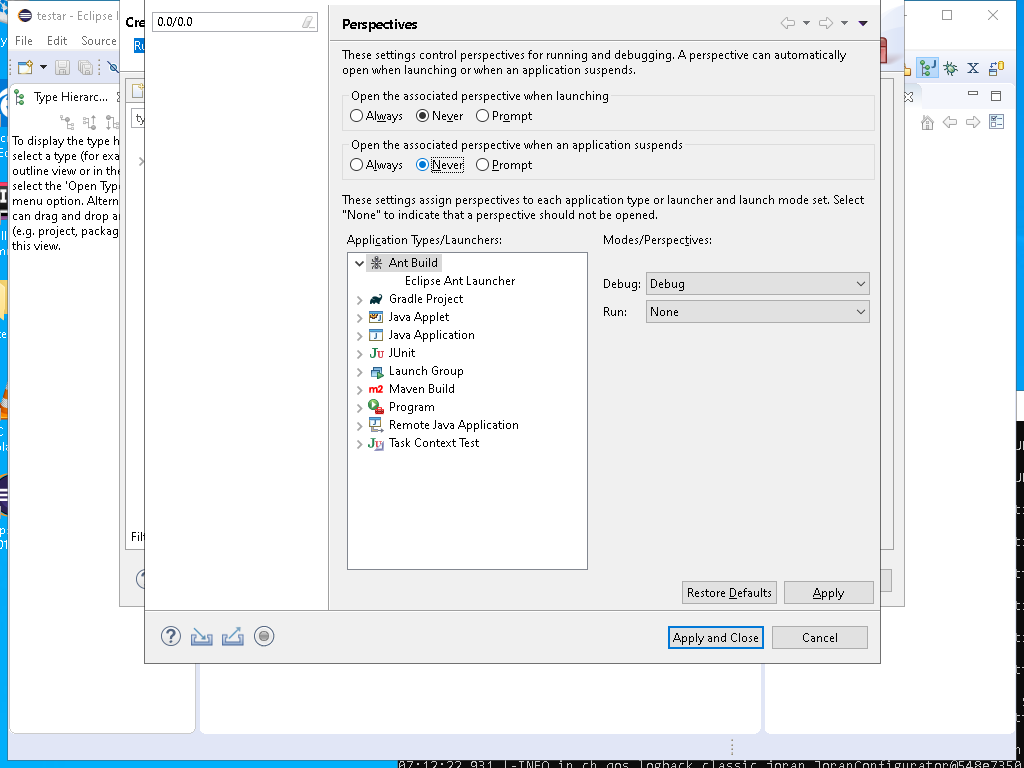 testar - Eclipse I
File Edit Source
Type Hierarc...
To display the type h
select a type (for exa
outline view or in the
select the 'Open Type
menu option. Altern
can drag and drop a
(e.g. project, packag
this view.
Cre
Ru
ty
Filt
0.0/0.0
Perspectives
These settings control perspectives for running and debugging. A perspective can automatically
open when launching or when an application suspends.
Open the associated perspective when launching
Always Never Prompt
Open the associated perspective when an application suspends
Always Never Prompt
These settings assign perspectives to each application type or launcher and launch mode set. Select
"None" to indicate that a perspective should not be opened.
Application Types/Launchers:
Modes/Perspectives:
Ant Build
Eclipse Ant Launcher
Gradle Project
Java Applet
Java Application
JUnit
Launch Group
Maven Build
Program
Remote Java Application
Task Context Test
Debug: Debug
Run: None
Restore Defaults Apply
Apply and Close Cancel
07:12:22,931 |-INFO in ch.qos.logback.classic.joran.JoranConfigurator@548e7350